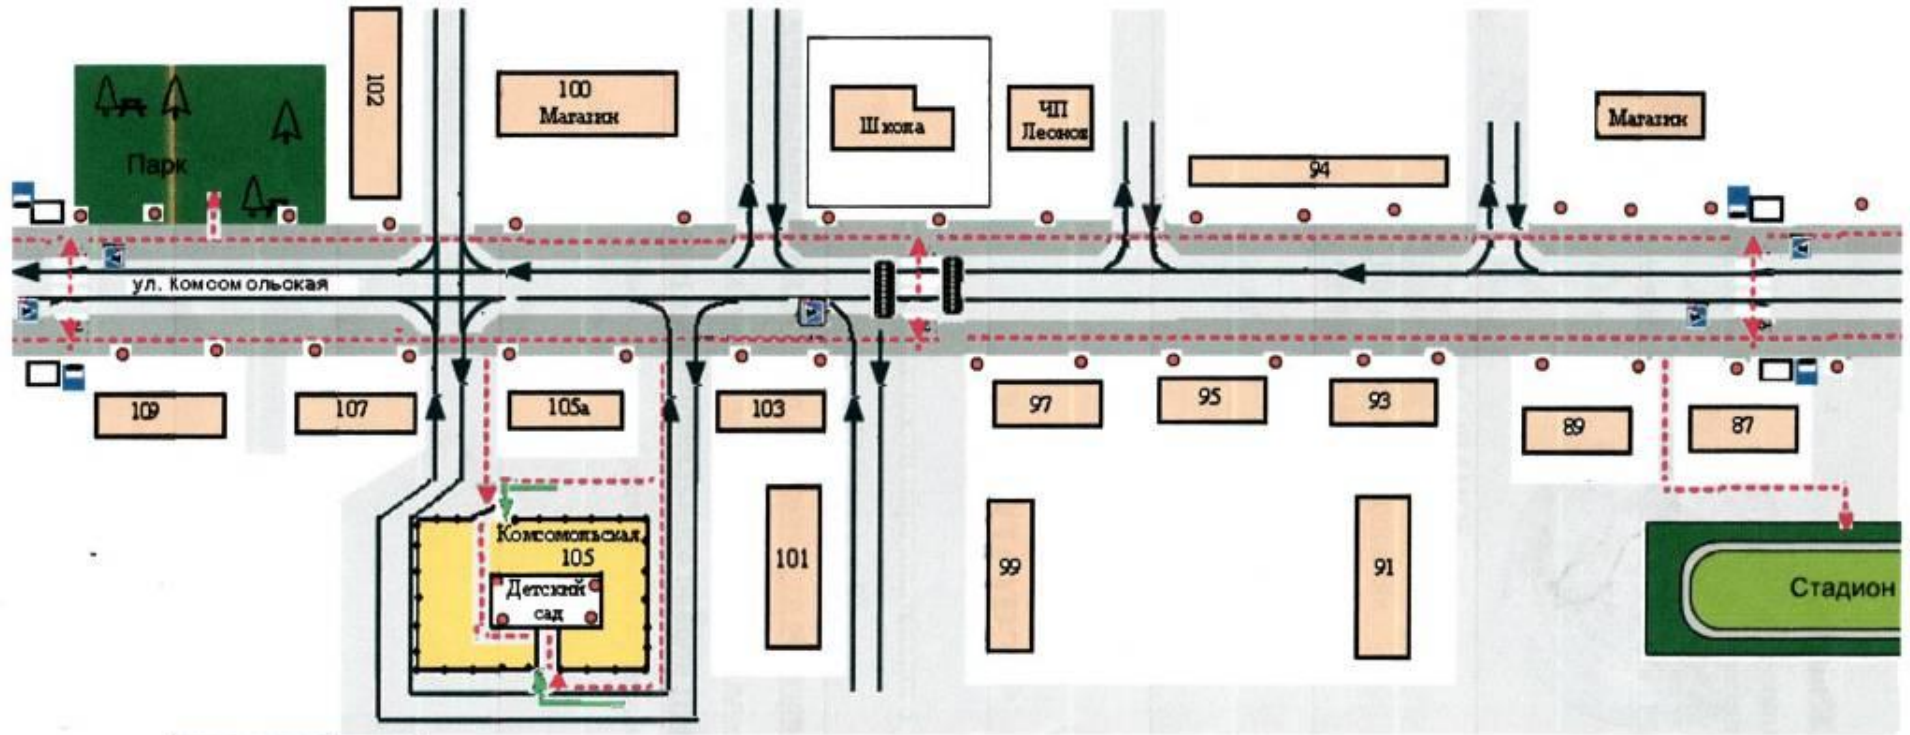 102
100
Магазин
Школа
ЧП
Леонов
94
Магазин
Парк
ул. Комсомольская
109
107
105а
103
97
95
93
89
87
Комсомольская,
105
Детский
сад
101
99
91
Стадион